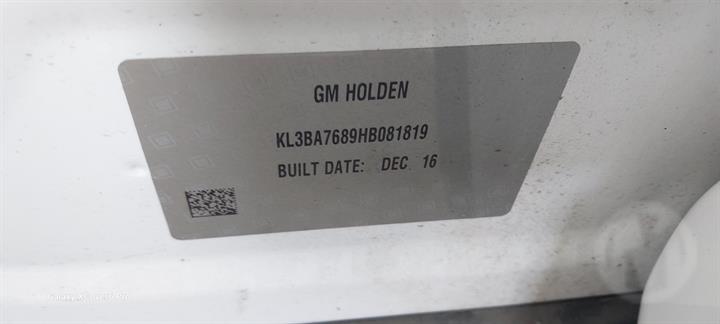 GM HOLDEN
KL3BA7689HB081819
BUILT DATE: DEC 16